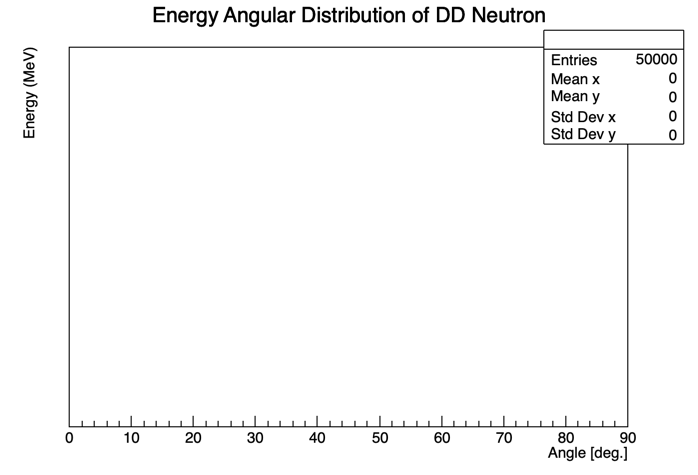 Energy Angular Distribution of DD Neutron
Energy (MeV)
Entries 50000
Mean x 0
Mean y 0
Std Dev x 0
Std Dev y 0
0 10 20 30 40 50 60 70 80 90
Angle [deg.]